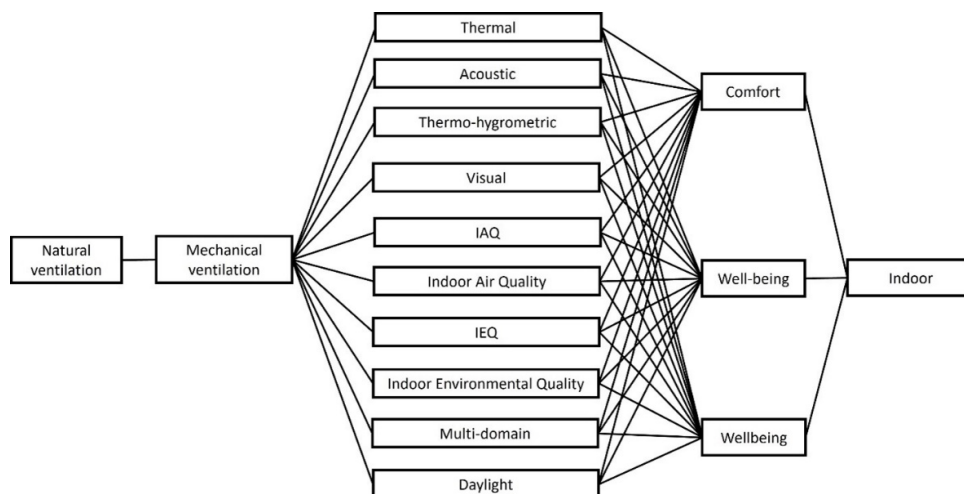 Natural
ventilation
Mechanical
ventilation
Thermal
Acoustic
Thermo-hygrometric
Visual
IAQ
Indoor Air Quality
IEQ
Indoor Environmental Quality
Multi-domain
Daylight
Comfort
Well-being
Wellbeing
Indoor